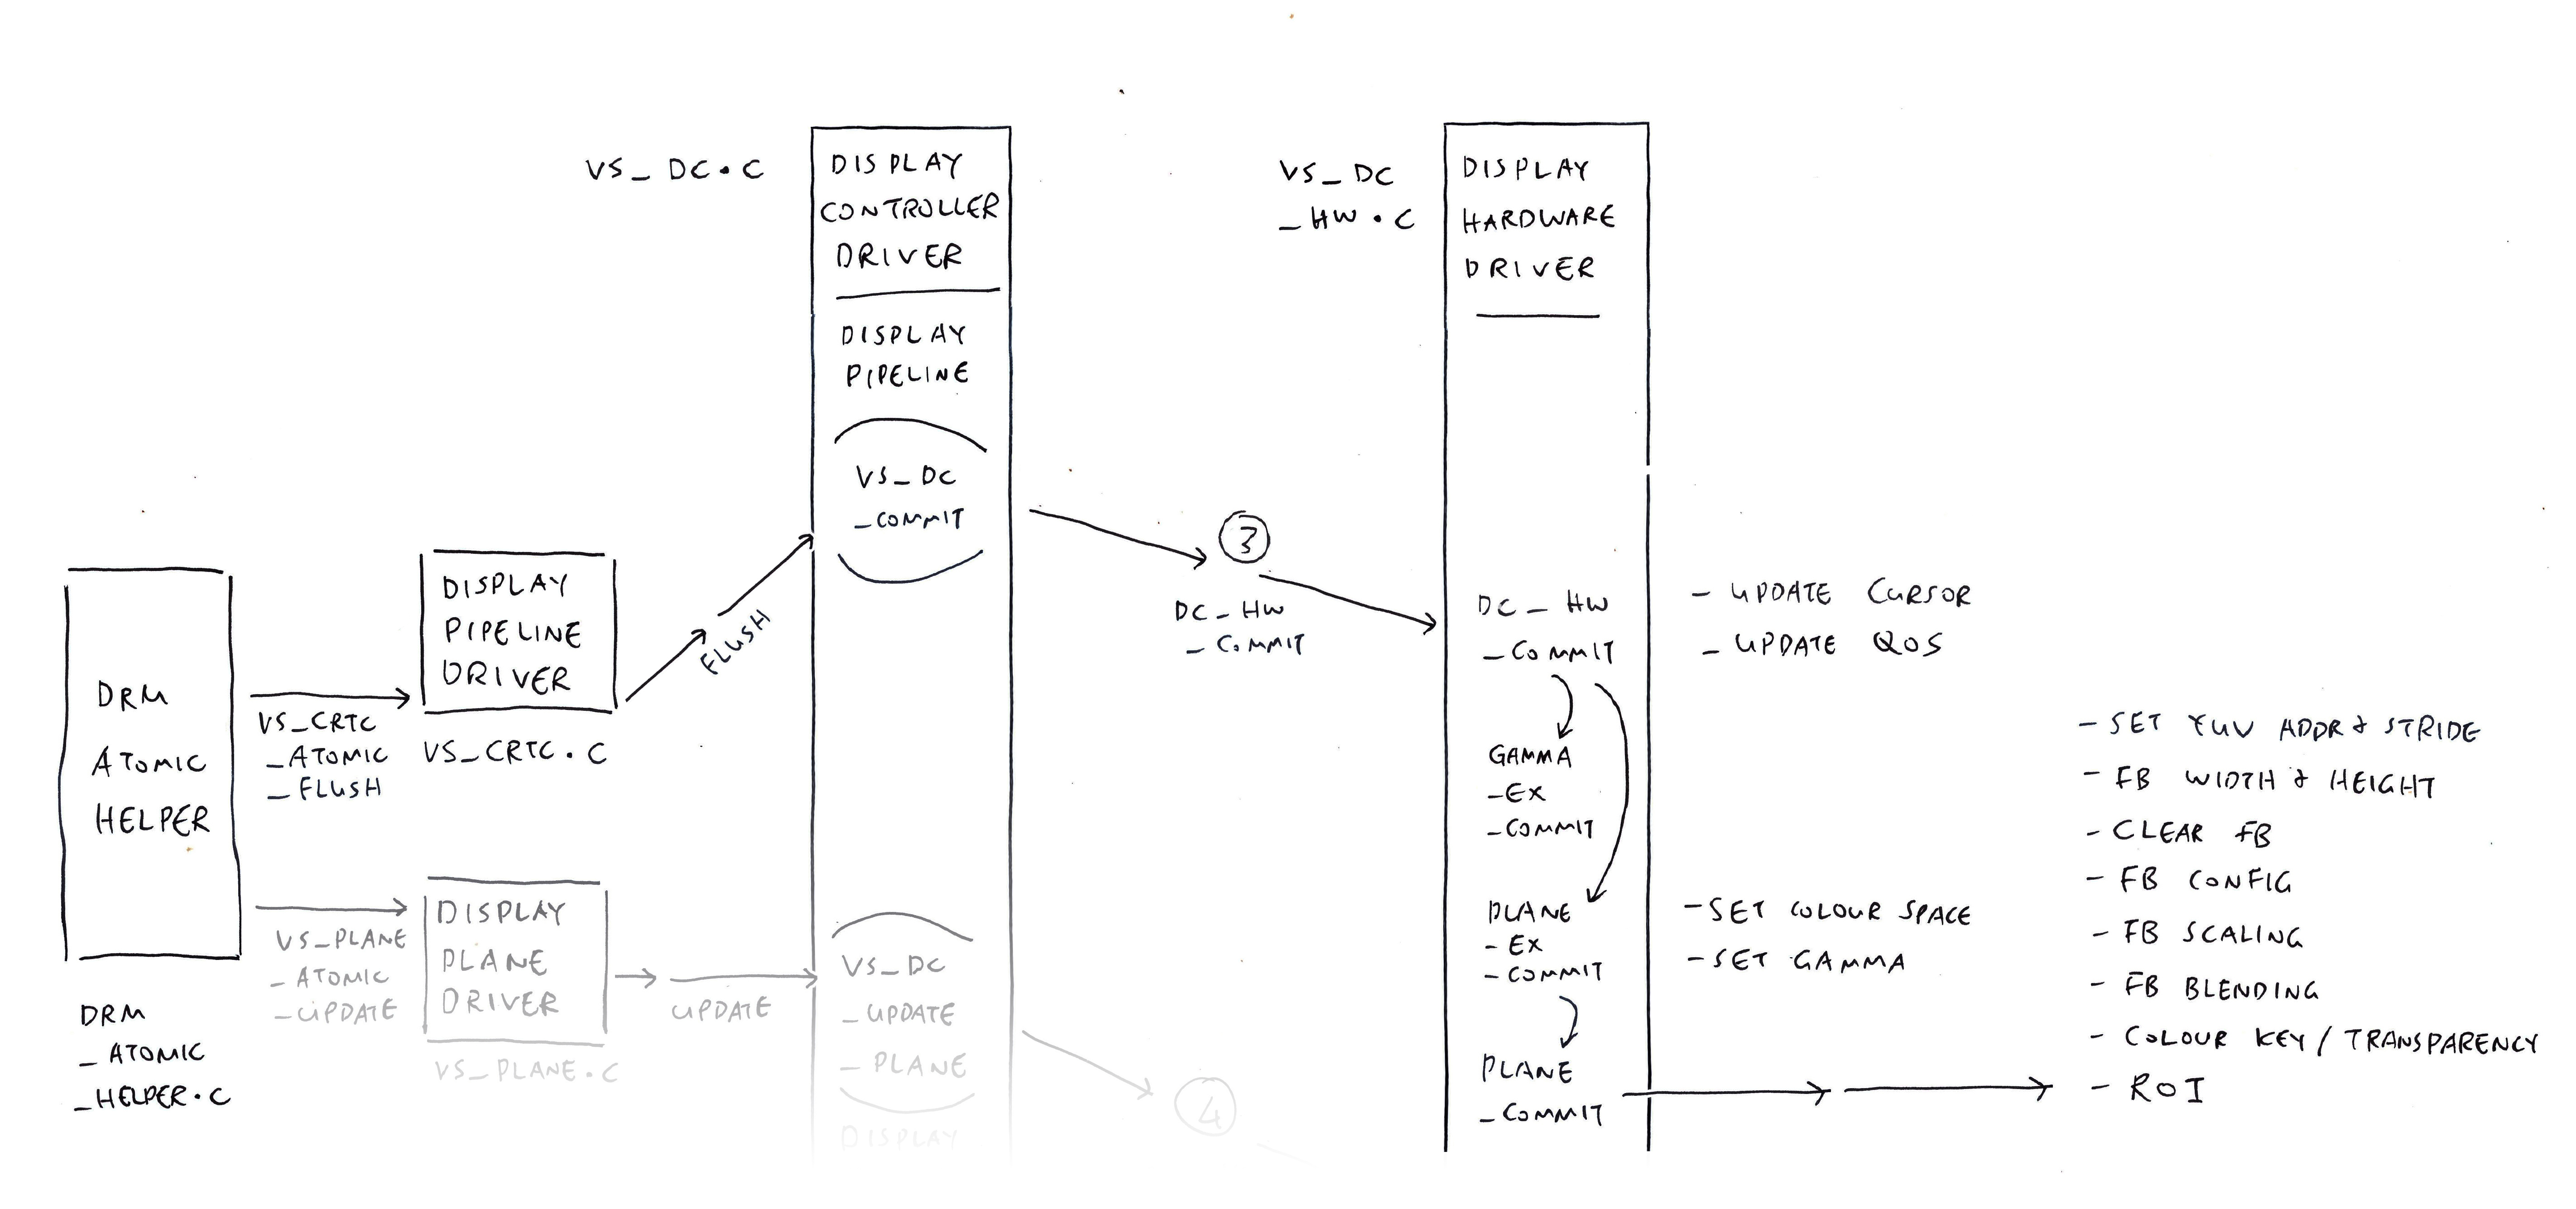 VS_DC.C
DISPLAY
CONTROLLER
DRIVER
DISPLAY
PIPELINE
VS_DC
_COMMIT
VS_DC
_HW.C
DISPLAY
HARDWARE
DRIVER
DRM
ATOMIC
HELPER
DRM
_ATOMIC
_HELPER.C
VS_CRTC
_ATOMIC
_FLUSH
DISPLAY
PIPELINE
DRIVER
VS_CRTC.C
FLUSH
3
DC_HW
_COMMIT
DC_HW
_COMMIT
- UPDATE CURSOR
- UPDATE QOS
GAMMA
_EX
_COMMIT
PLANE
_EX
_COMMIT
- SET COLOUR SPACE
- SET GAMMA
PLANE
_COMMIT
- SET YUV ADDR & STRIDE
- FB WIDTH & HEIGHT
- CLEAR FB
- FB CONFIG
- FB SCALING
- FB BLENDING
- COLOUR KEY / TRANSPARENCY
- ROI
VS_PLANE
_ATOMIC
_UPDATE
DISPLAY
PLANE
DRIVER
VS_PLANE.C
UPDATE
VS_DC
_UPDATE
_PLANE
DISPLAY
4